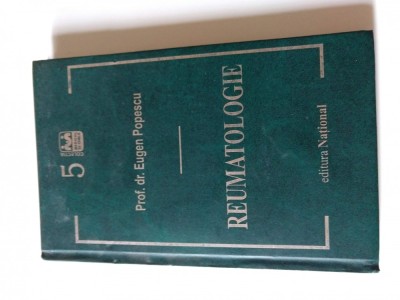 5
Prof. dr. Eugen Popescu
REUMATOLOGIE
editura Național